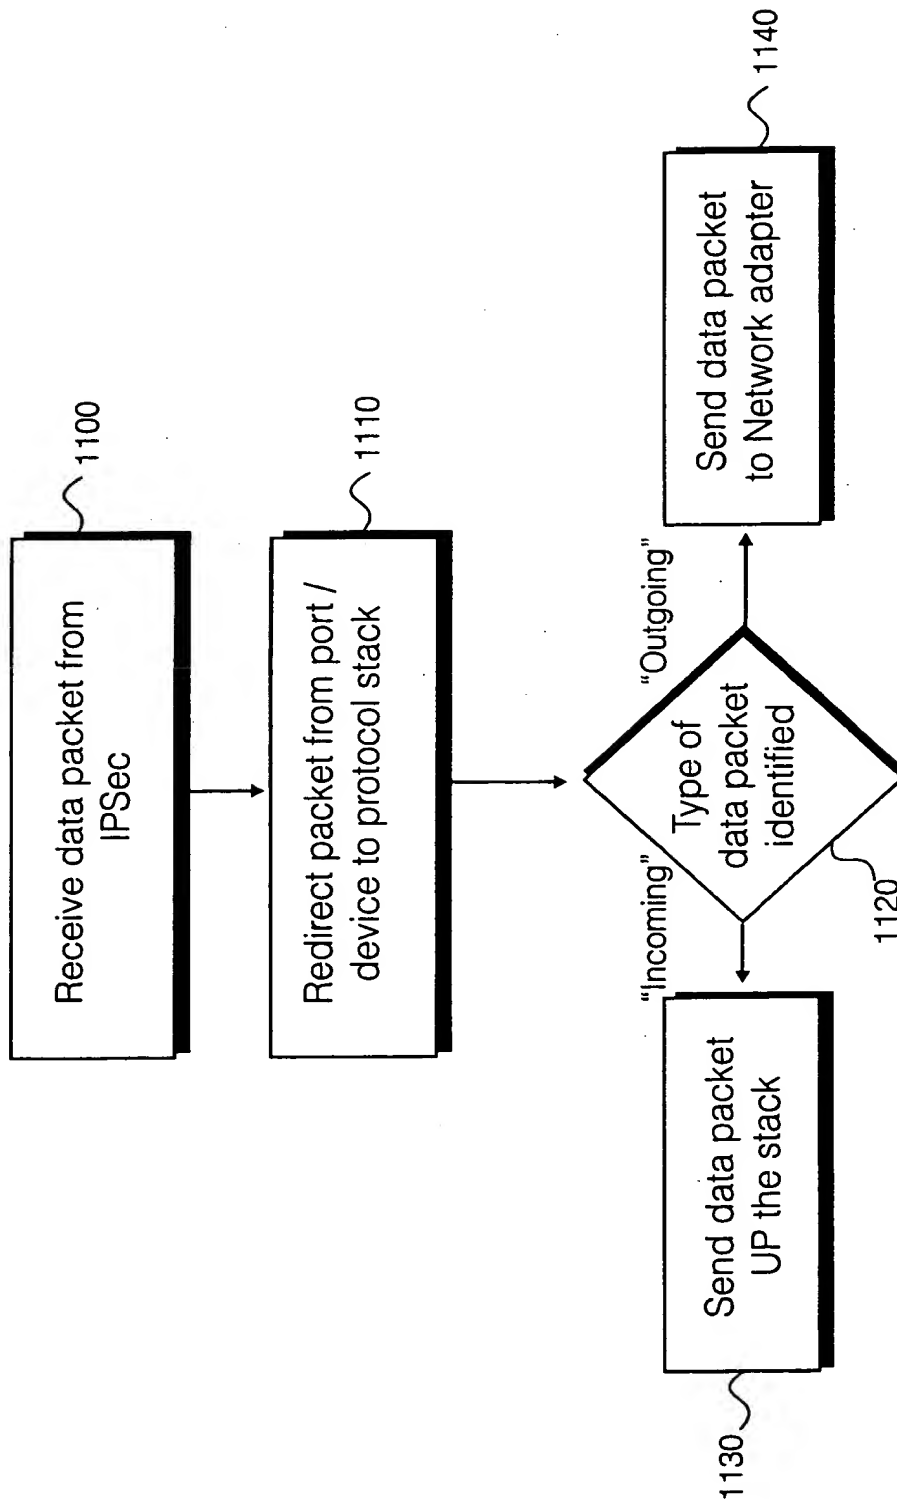 Receive data packet from
IPSec
1100
Redirect packet from port /
device to protocol stack
1110
Type of
data packet
identified
1120
“Incoming”
“Outgoing”
Send data packet
UP the stack
1130
Send data packet
to Network adapter
1140